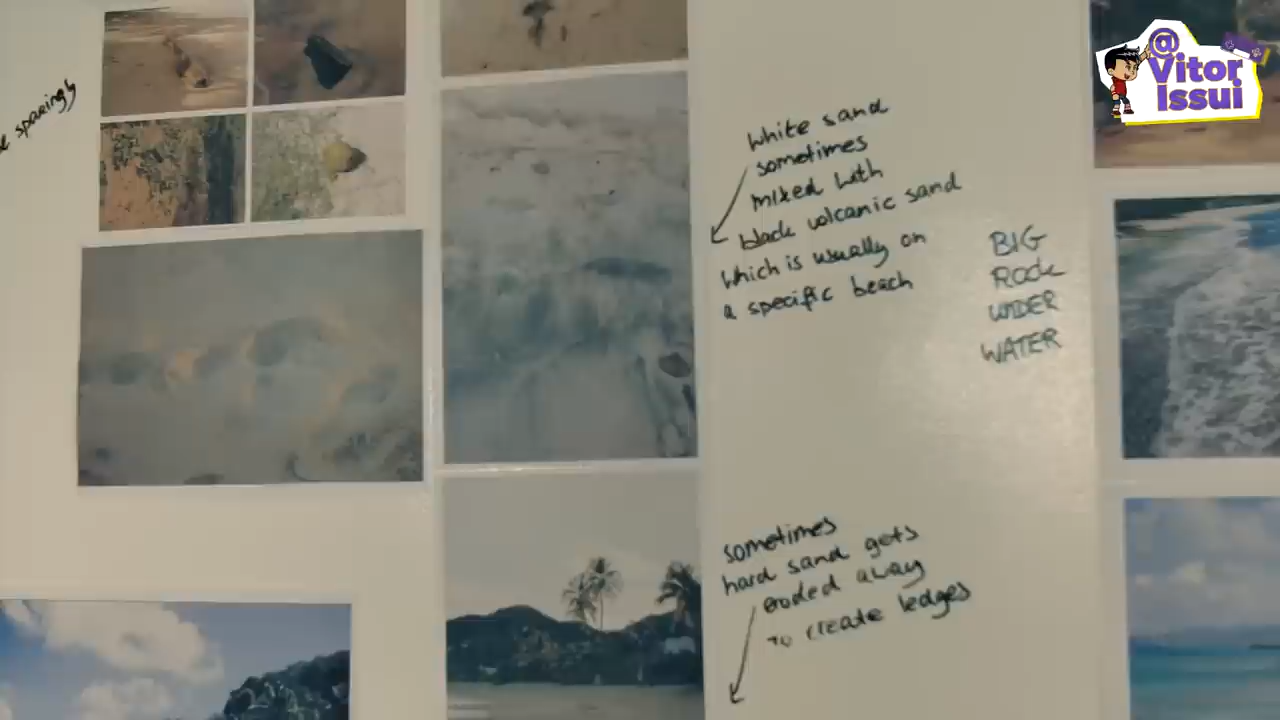 sparingly
White sand
sometimes
mixed with
black volcanic sand
which is usually on
a specific beach
BIG
Rock
UNDER
WATER
sometimes
hard sand gets
eroded away
to create ledges
@
Vitor
Issui